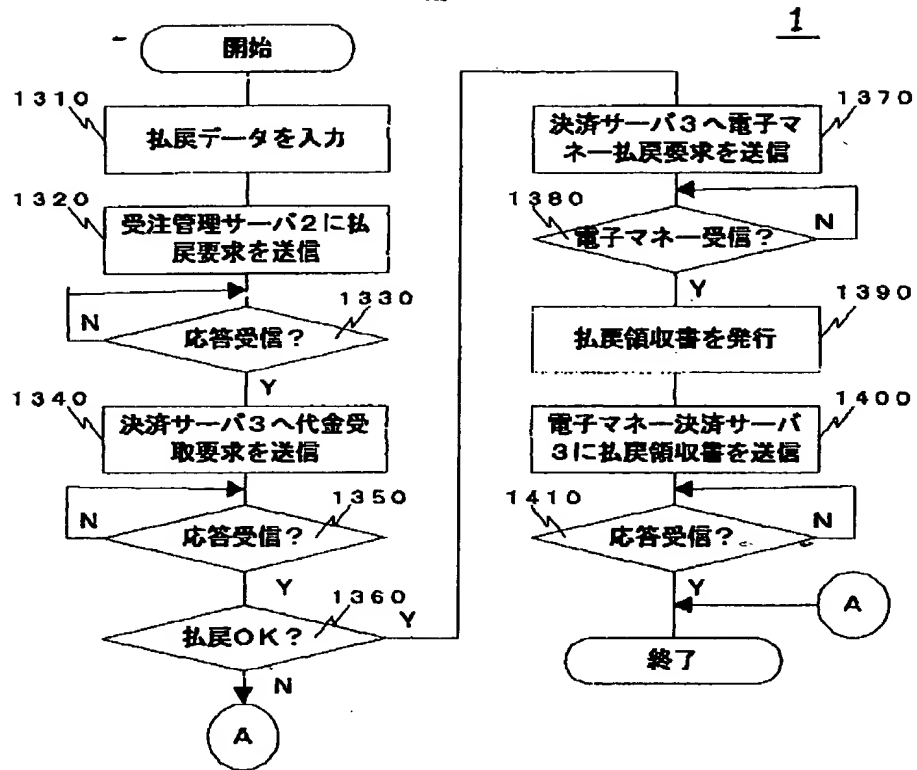 1
開始
1310
払戻データを入力
1320
受注管理サーバ2に払
戻要求を送信
1330
N
応答受信?
Y
1340
決済サーバ3へ代金受
取要求を送信
1350
N
応答受信?
Y
1360
Y
払戻OK?
N
A
1370
決済サーバ3へ電子マ
ネー払戻要求を送信
1380
N
電子マネー受信?
Y
1390
払戻領収書を発行
1400
電子マネー決済サーバ
3に払戻領収書を送信
1410
N
応答受信?
Y
A
終了